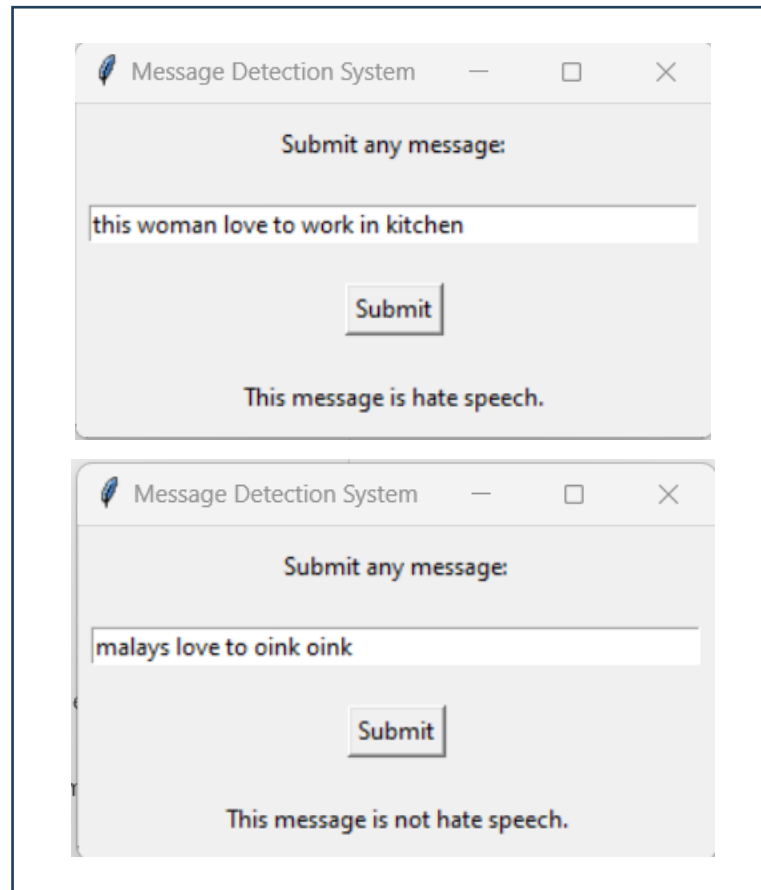 Message Detection System
Submit any message:
this woman love to work in kitchen
Submit
This message is hate speech.
Message Detection System
Submit any message:
malays love to oink oink
Submit
This message is not hate speech.